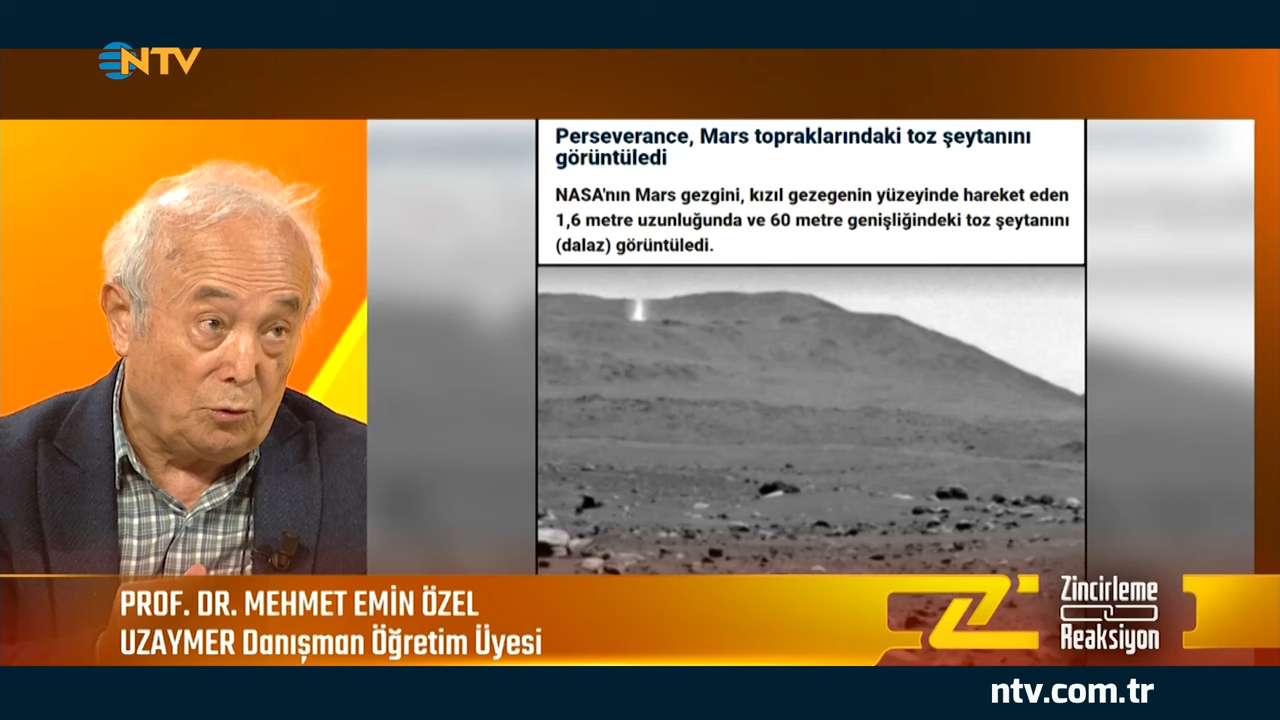 NTV
Perseverance, Mars topraklarındaki toz şeytanını
görüntüledi
NASA'nın Mars gezgini, kızıl gezegenin yüzeyinde hareket eden
1,6 metre uzunluğunda ve 60 metre genişliğindeki toz şeytanını
(dalaz) görüntüledi.
PROF. DR. MEHMET EMİN ÖZEL
UZAYMER Danışman Öğretim Üyesi
Zincirleme
Reaksiyon
ntv.com.tr